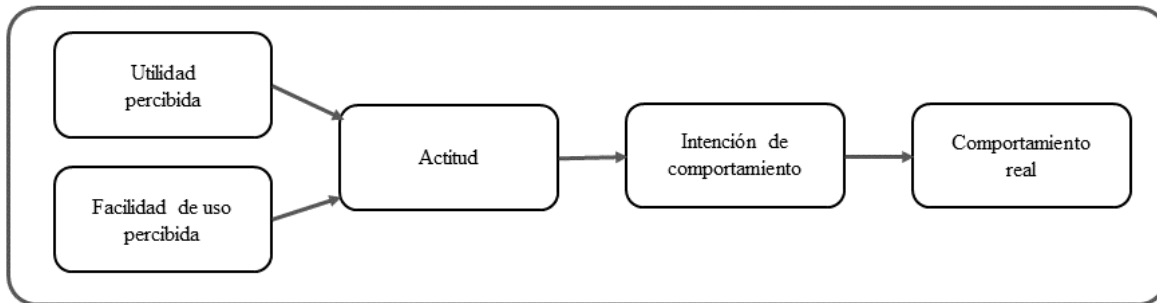 Utilidad
percibida
Facilidad de uso
percibida
Actitud
Intención de
comportamiento
Comportamiento
real